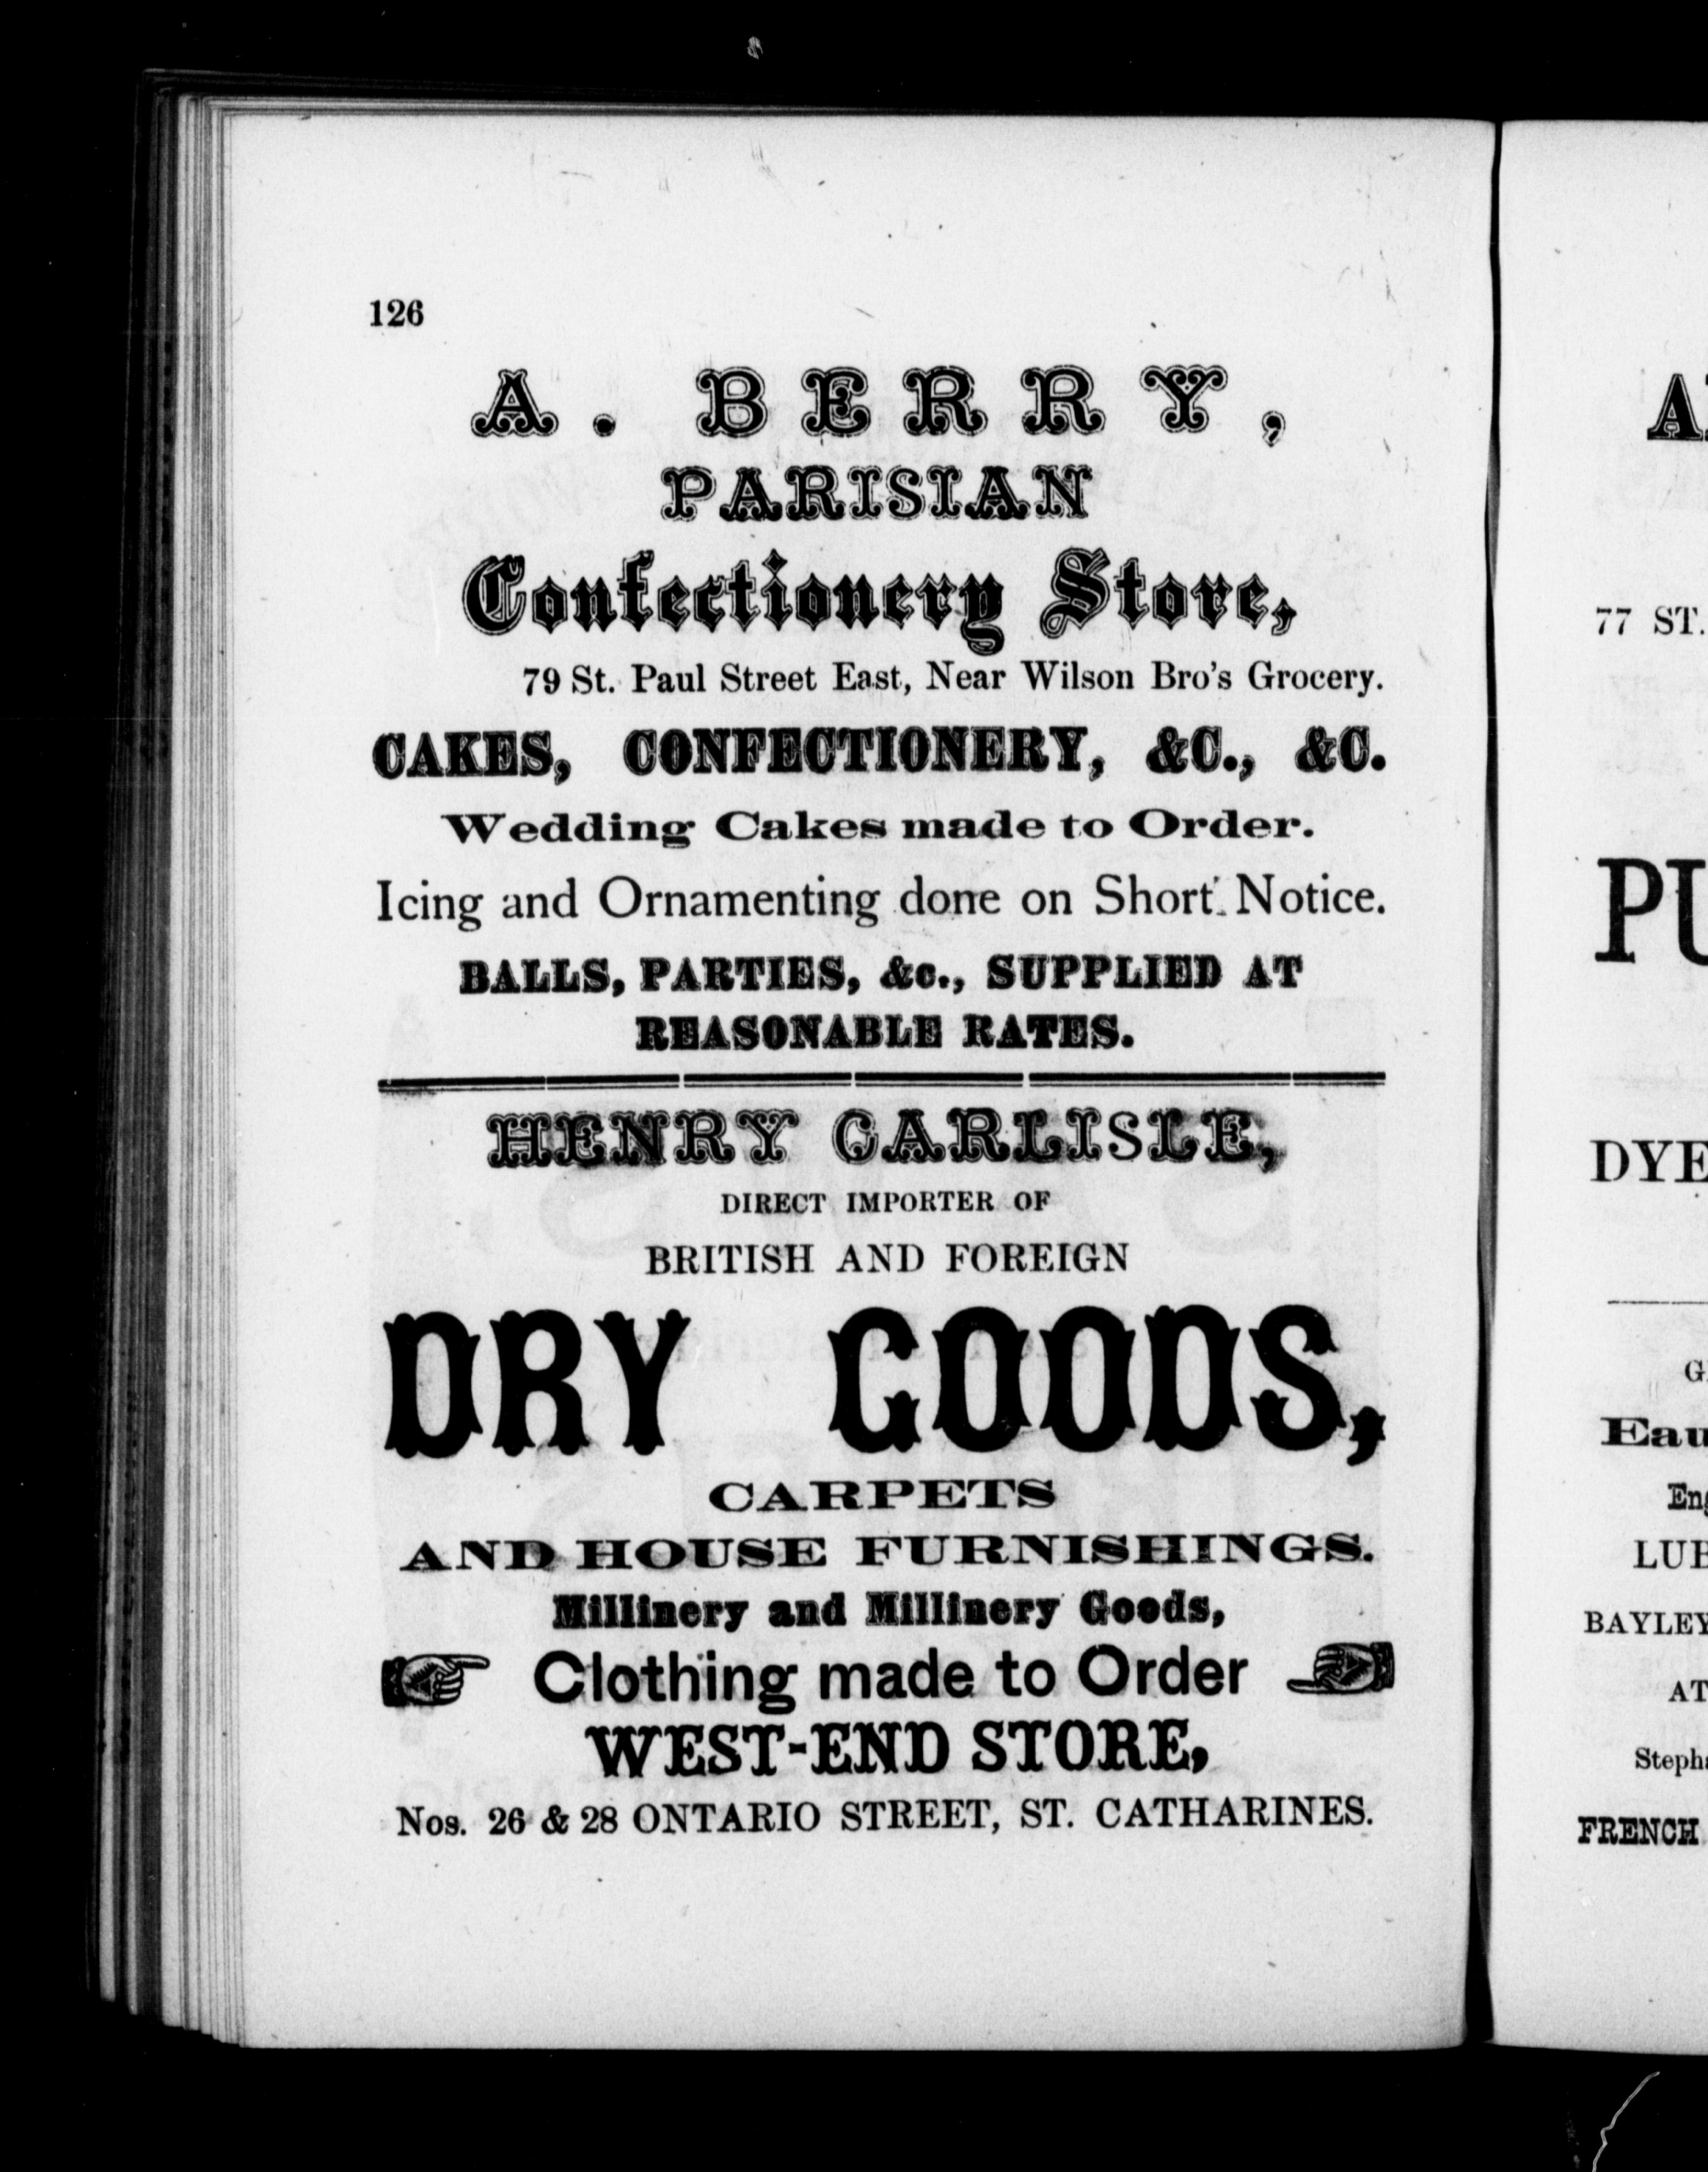 126
A. BERRY,
PARISIAN
Confectionery Store,
79 St. Paul Street East, Near Wilson Bro's Grocery.
CAKES, CONFECTIONERY, &C., &C.
Wedding Cakes made to Order.
Icing and Ornamenting done on Short Notice.
BALLS, PARTIES, &c., SUPPLIED AT
REASONABLE RATES.
HENRY CARLISLE,
DIRECT IMPORTER OF
BRITISH AND FOREIGN
DRY GOODS,
CARPETS
AND HOUSE FURNISHINGS.
Millinery and Millinery Goods,
Clothing made to Order
WEST-END STORE,
Nos. 26 & 28 ONTARIO STREET, ST. CATHARINES.
77 ST.
PU
DYE
Eau
Eng
LUB
BAYLEY
AT
Steph
FRENCH